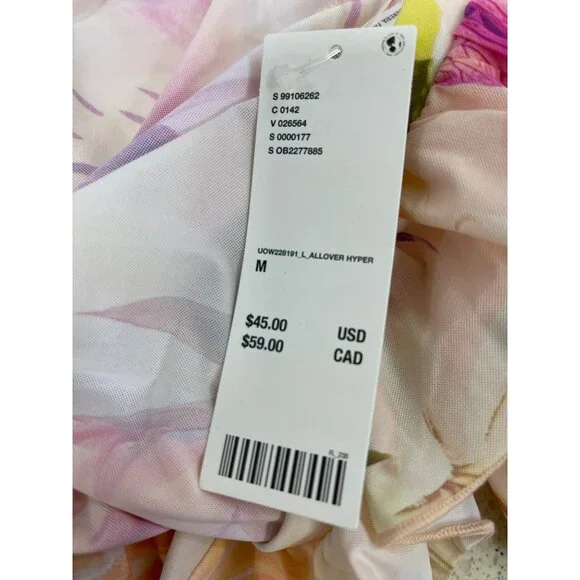 S 99106262
C 0142
V 026564
S 0000177
S OB2277885
UOW228191_L_ALLOVER HYPER
M
$45.00 USD
$59.00 CAD